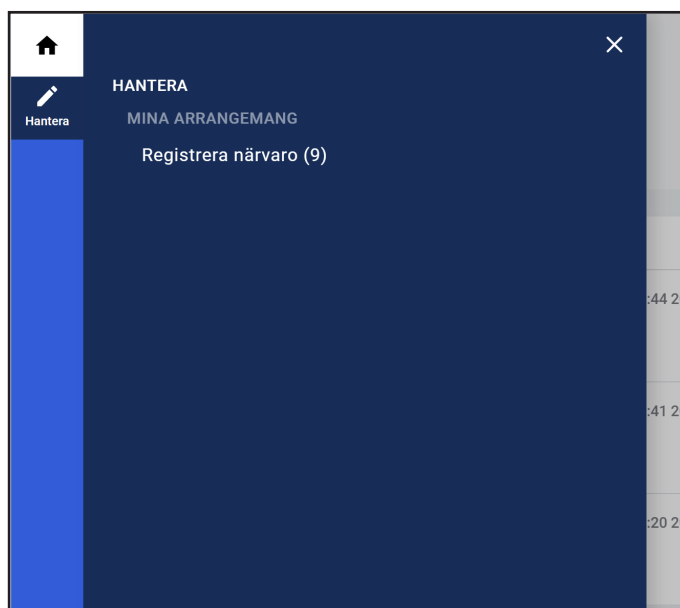 HANTERA
Hantera
MINA ARRANGEMANG
Registrera närvaro (9)
:44 2
:41 2
:20 2